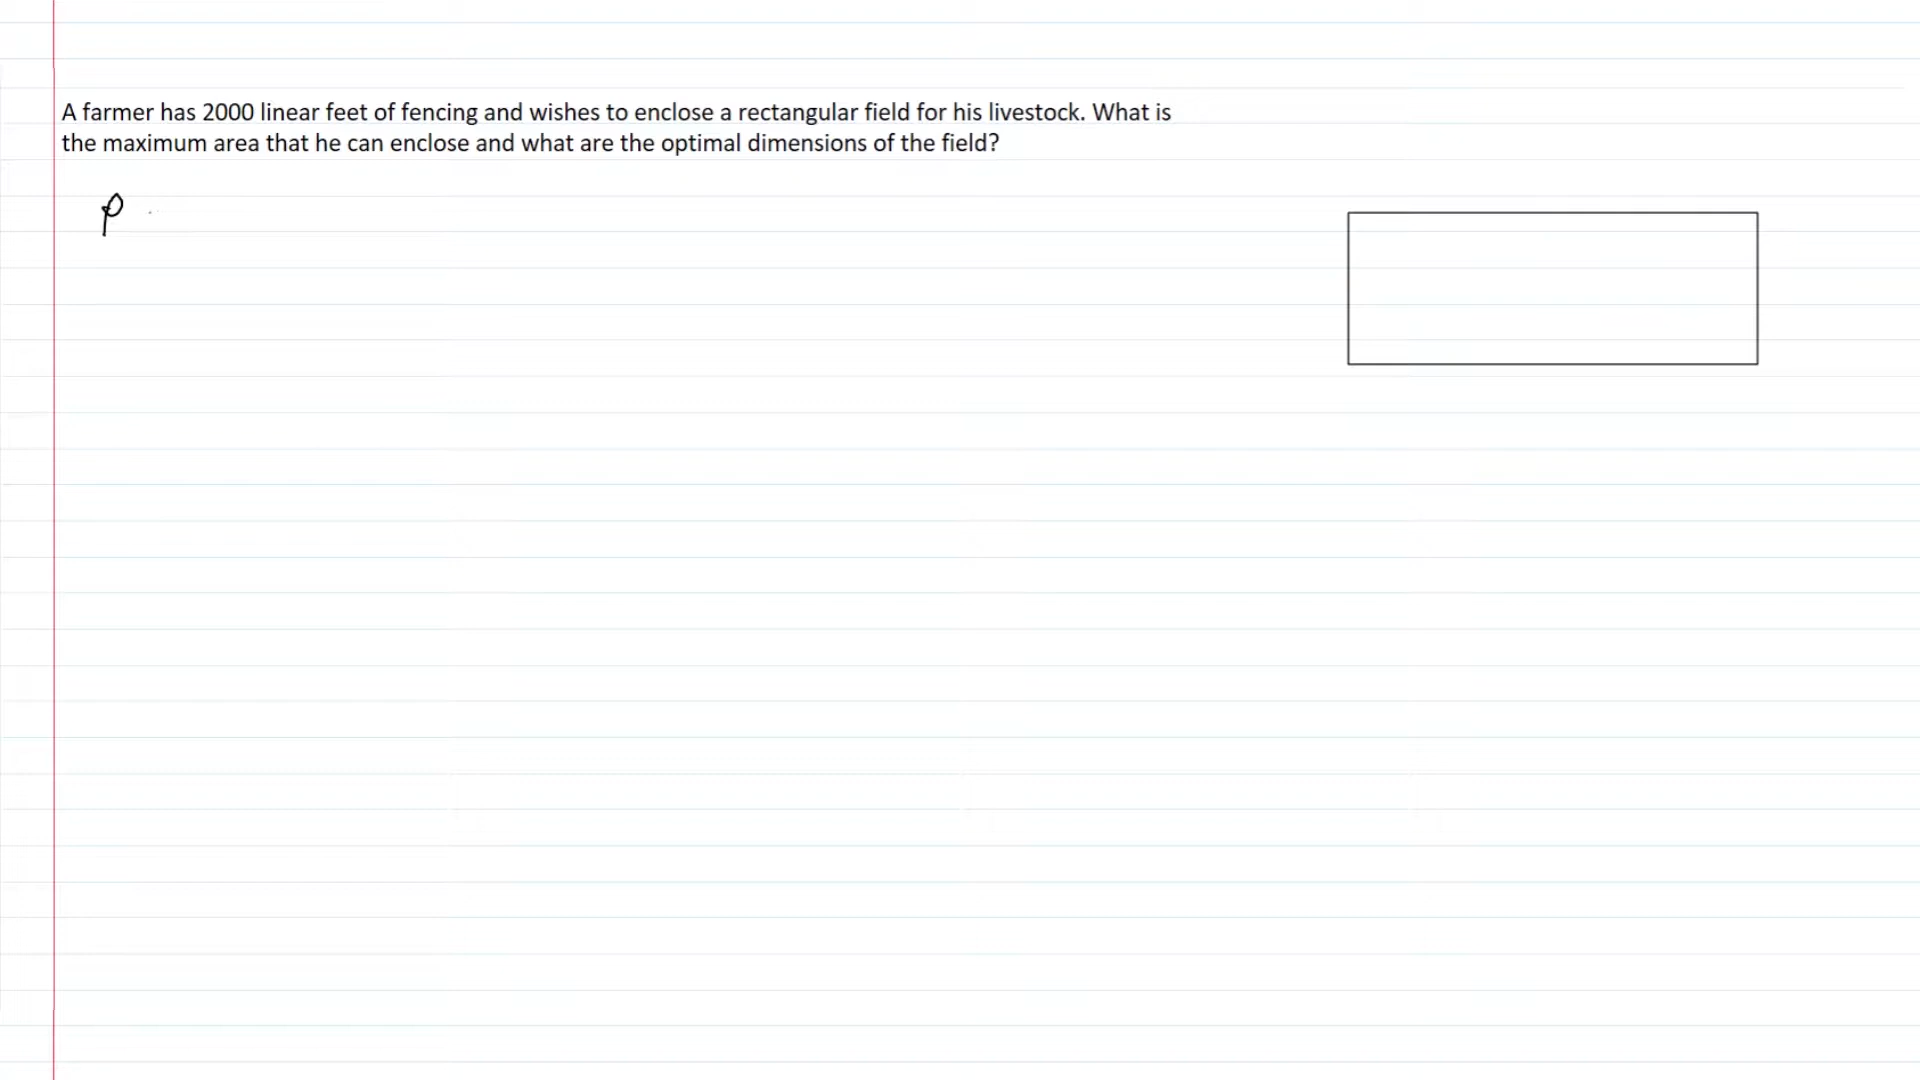 A farmer has 2000 linear feet of fencing and wishes to enclose a rectangular field for his livestock. What is
the maximum area that he can enclose and what are the optimal dimensions of the field?
P